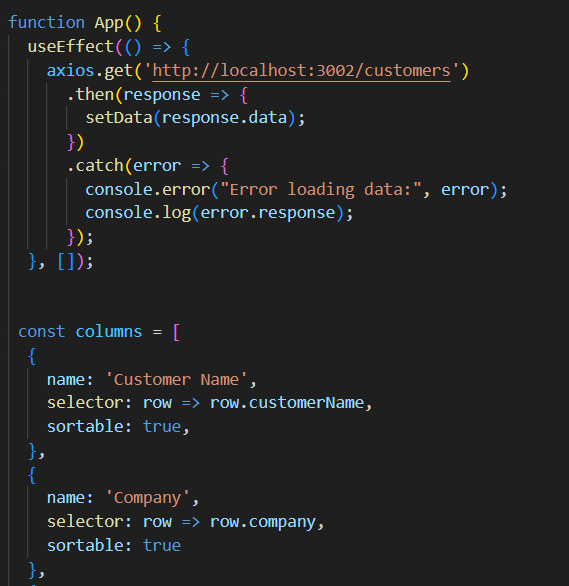 function App() {
  useEffect(() => {
    axios.get('http://localhost:3002/customers')
      .then(response => {
        setData(response.data);
      })
      .catch(error => {
        console.error("Error loading data:", error);
        console.log(error.response);
      });
  }, []);
 const columns = [
  {
    name: 'Customer Name',
    selector: row => row.customerName,
    sortable: true,
  },
  {
    name: 'Company',
    selector: row => row.company,
    sortable: true
  },